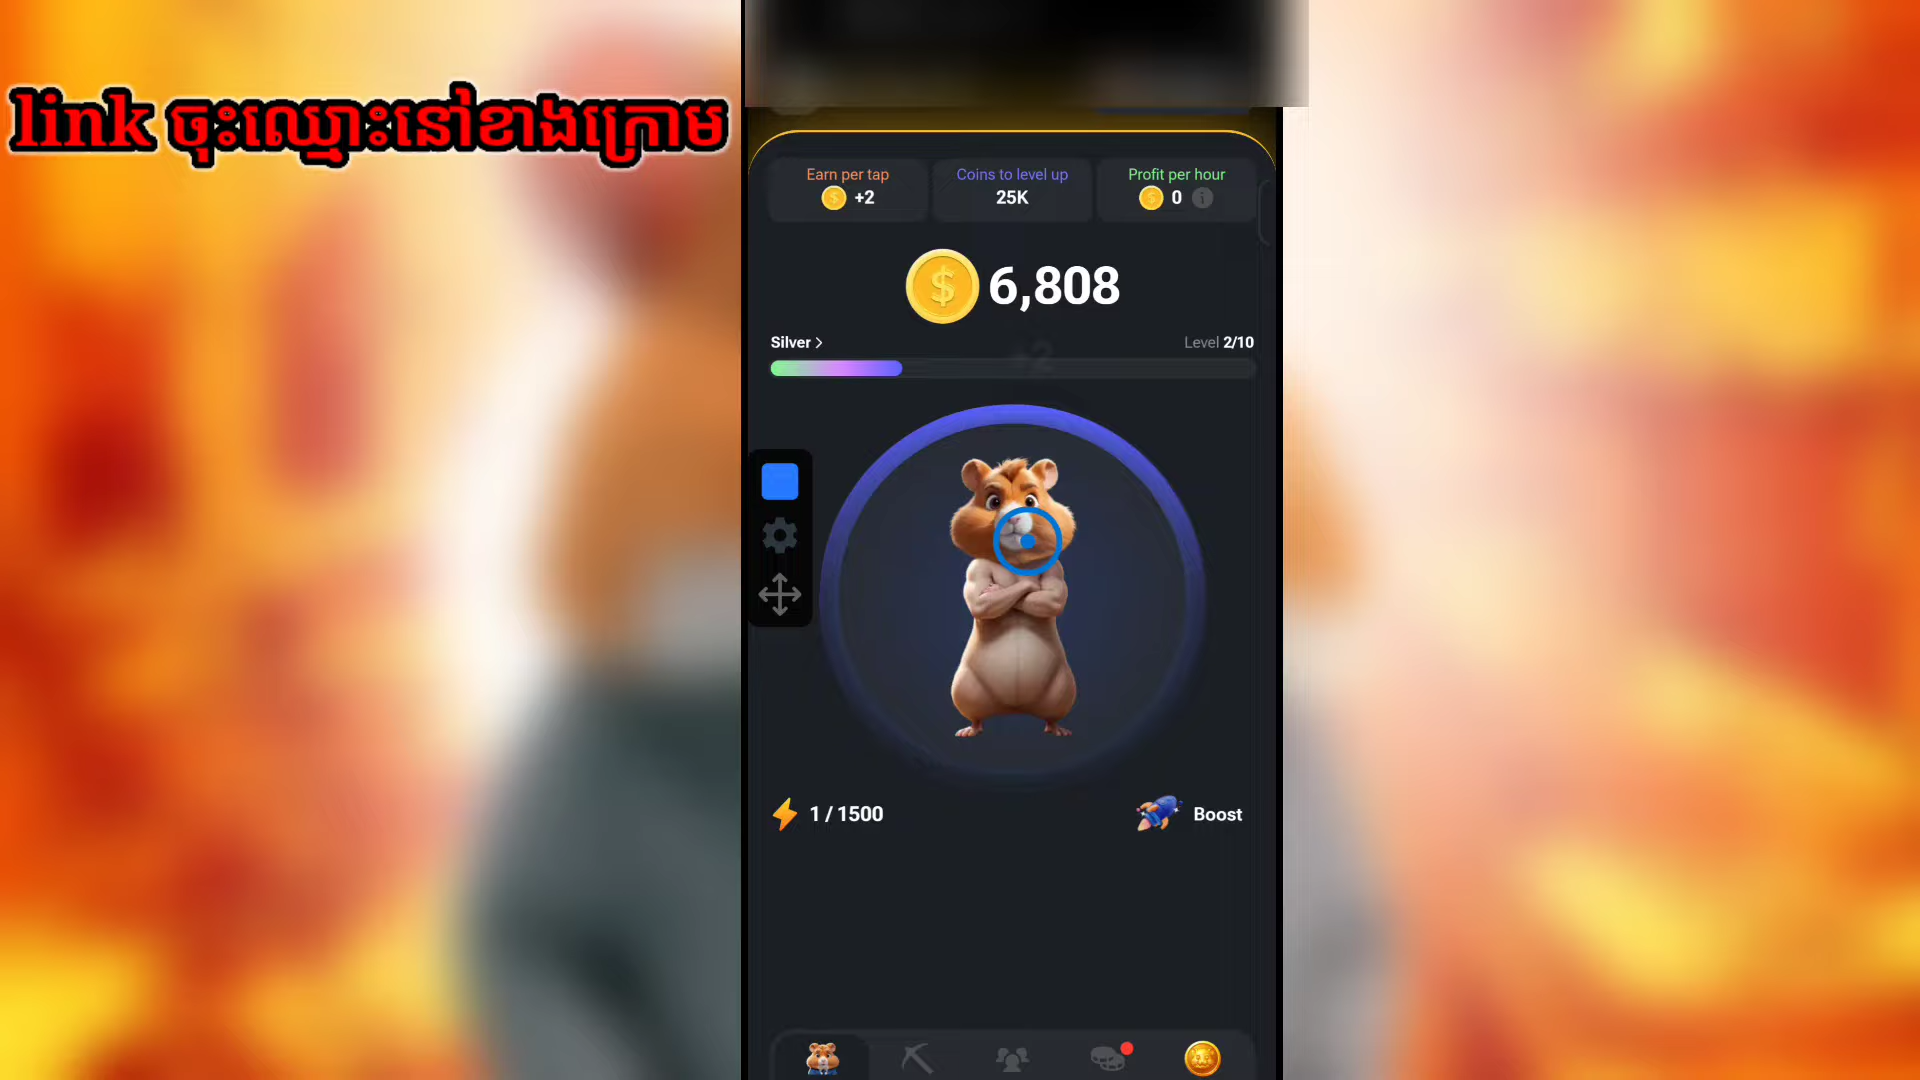 link ចុះឈ្មោះនៅខាងក្រោម
Earn per tap
+2
Coins to level up
25K
Profit per hour
0
6,808
Silver >
Level 2/10
+2
1 / 1500
Boost